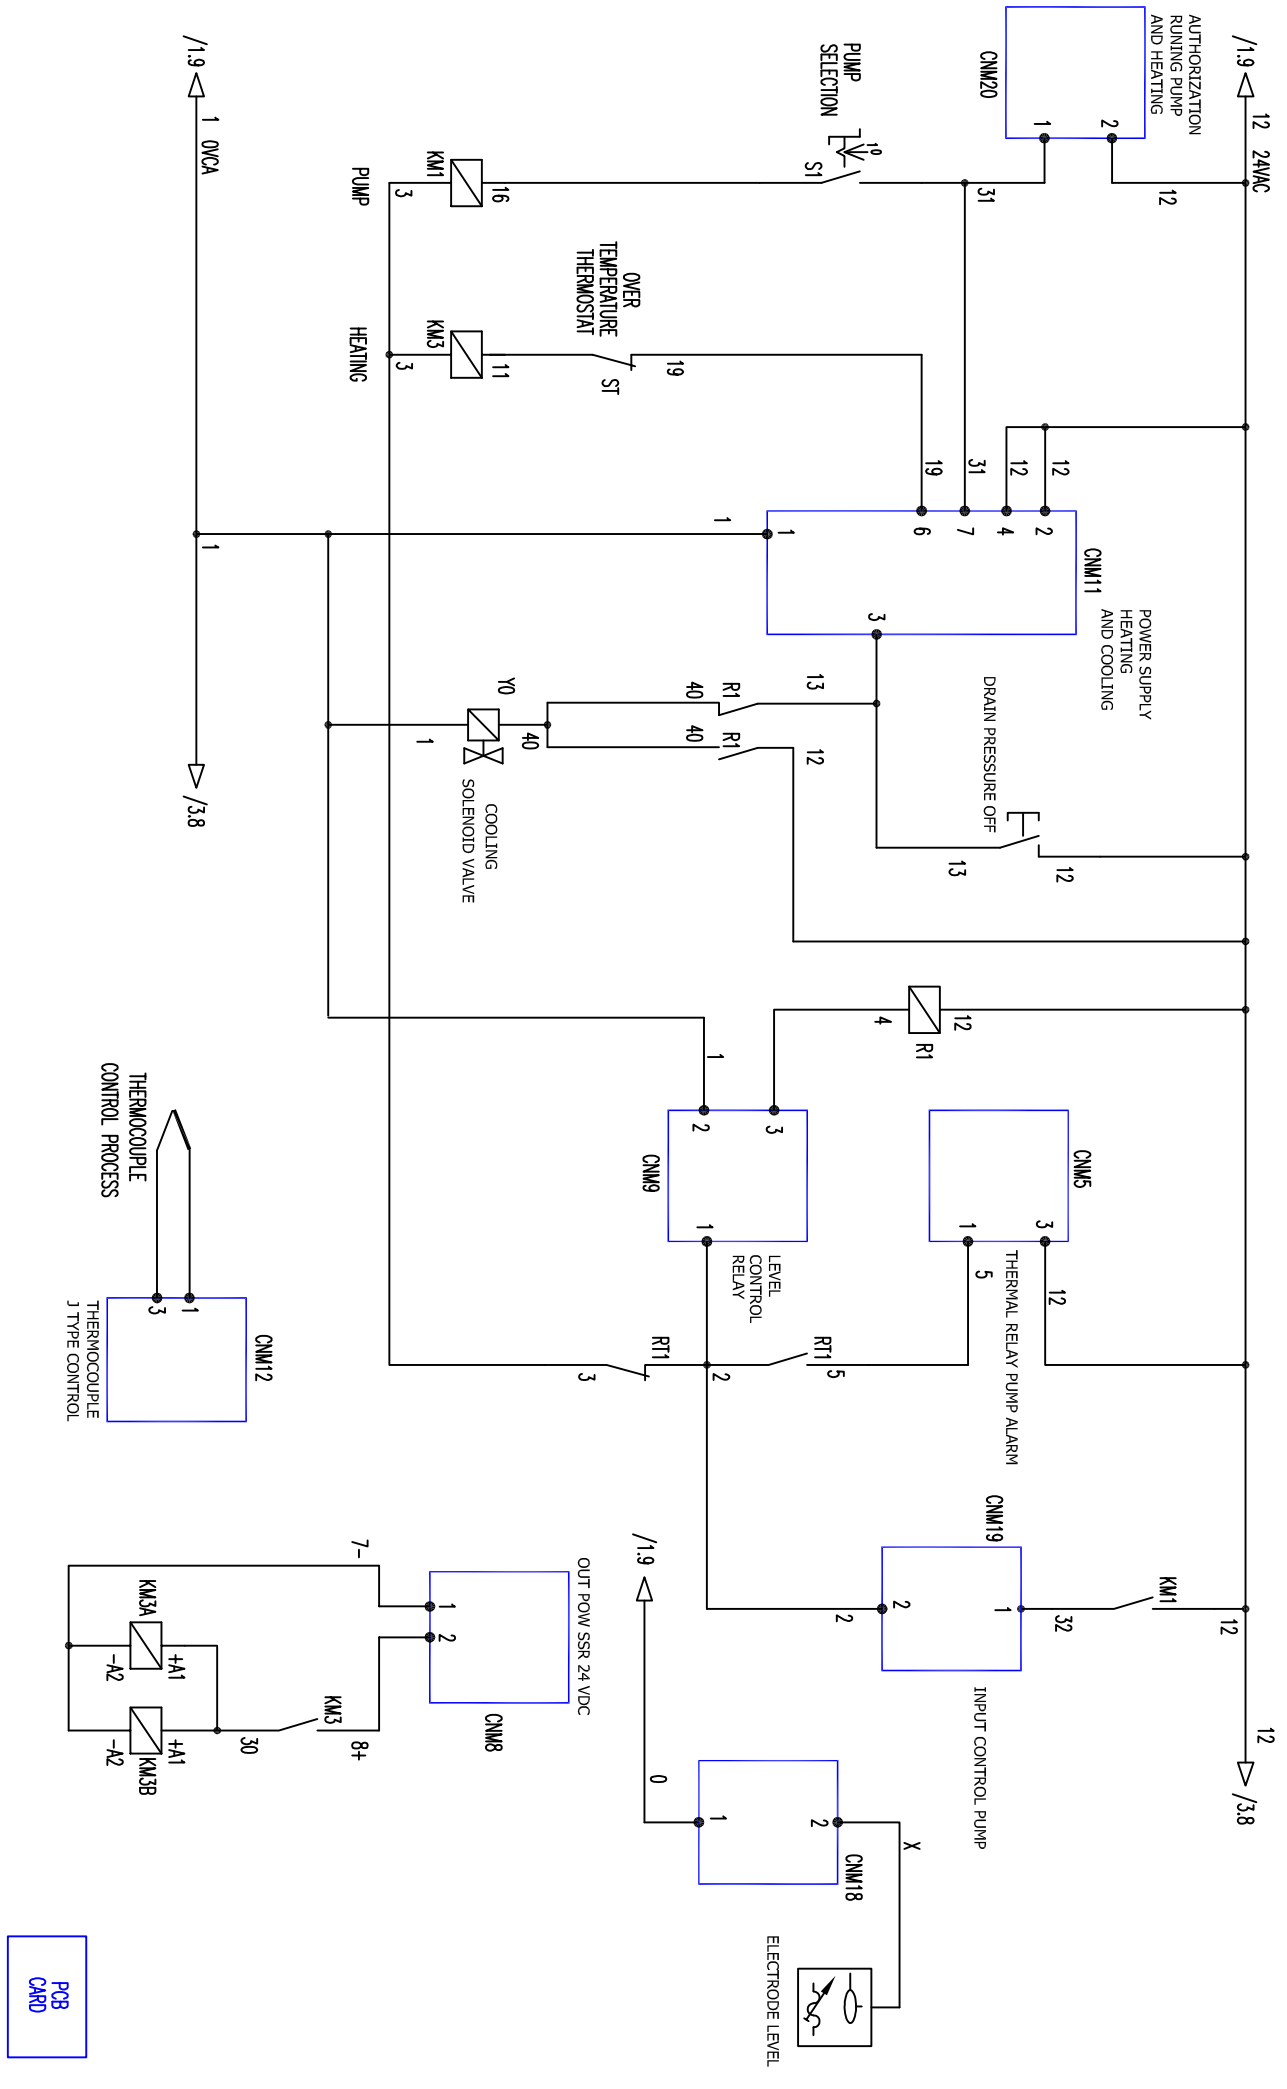 /1.9
12
24VAC
/1.9
1
0VCA
AUTHORIZATION
RUNING PUMP
AND HEATING
CNM20
1
2
12
31
PUMP
SELECTION
10
S1
16
KM1
3
PUMP
OVER
TEMPERATURE
THERMOSTAT
19
ST
11
KM3
3
HEATING
12
12
31
19
2
4
7
6
1
1
1
3
CNM11
POWER SUPPLY
HEATING
AND COOLING
DRAIN PRESSURE OFF
12
13
13
R1
40
12
R1
40
40
Y0
1
COOLING
SOLENOID VALVE
/3.8
12
R1
4
1
3
2
1
CNM9
LEVEL
CONTROL
RELAY
CNM5
3
1
THERMAL RELAY PUMP ALARM
12
5
RT1
5
2
RT1
3
THERMOCOUPLE
CONTROL PROCESS
1
3
CNM12
THERMOCOUPLE
J TYPE CONTROL
CNM19
2
1
2
32
KM1
12
INPUT CONTROL PUMP
12
/3.8
/1.9
0
1
2
CNM18
X
ELECTRODE LEVEL
OUT POW SSR 24 VDC
1
2
CNM8
7-
8+
KM3
30
KM3A
+A1
-A2
KM3B
+A1
-A2
PCB
CARD